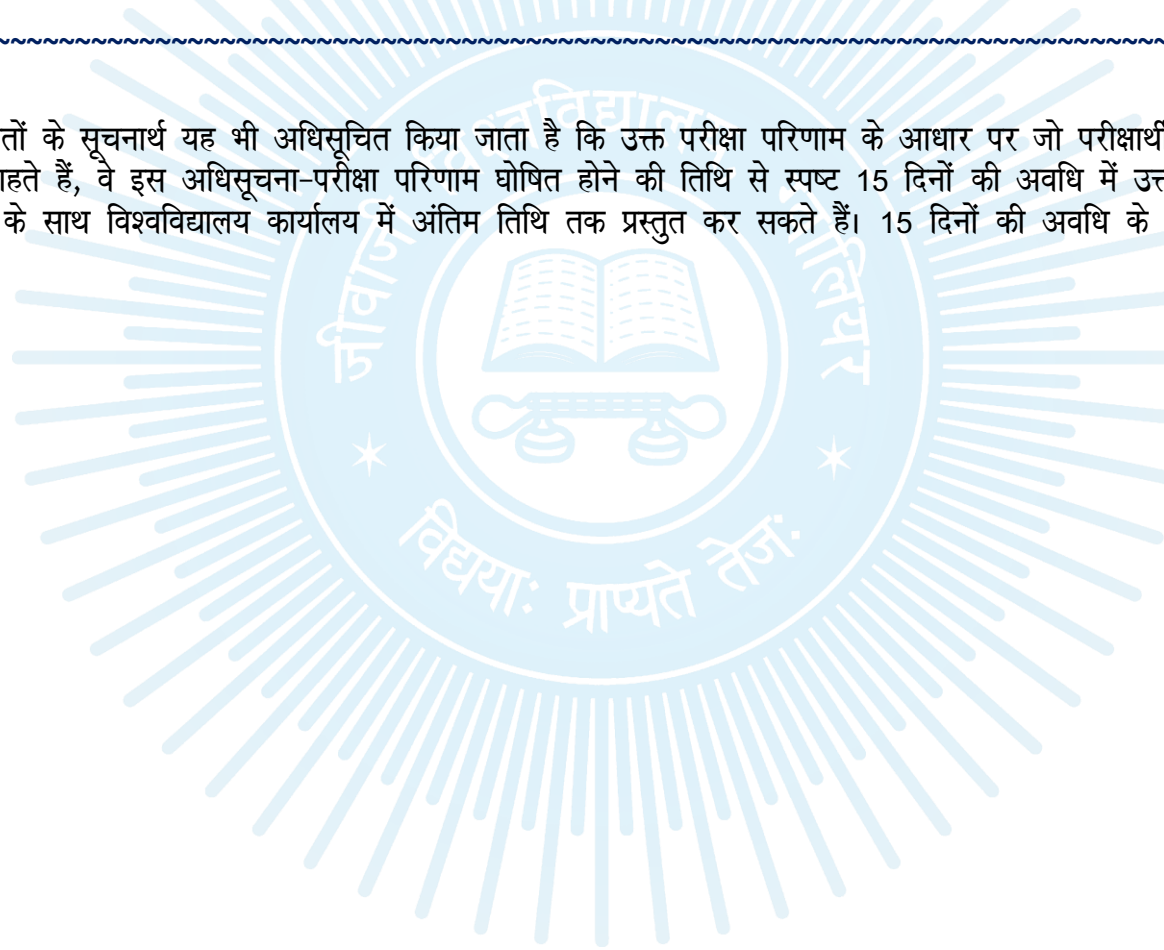 तों के सूचनार्थ यह भी अधिसूचित किया जाता है कि उक्त परीक्षा परिणाम के आधार पर जो परीक्षार्थी
ाहते हैं, वे इस अधिसूचना-परीक्षा परिणाम घोषित होने की तिथि से स्पष्ट 15 दिनों की अवधि में उक्त
के साथ विश्वविद्यालय कार्यालय में अंतिम तिथि तक प्रस्तुत कर सकते हैं। 15 दिनों की अवधि के
विद्यया: प्राप्यते तेज: